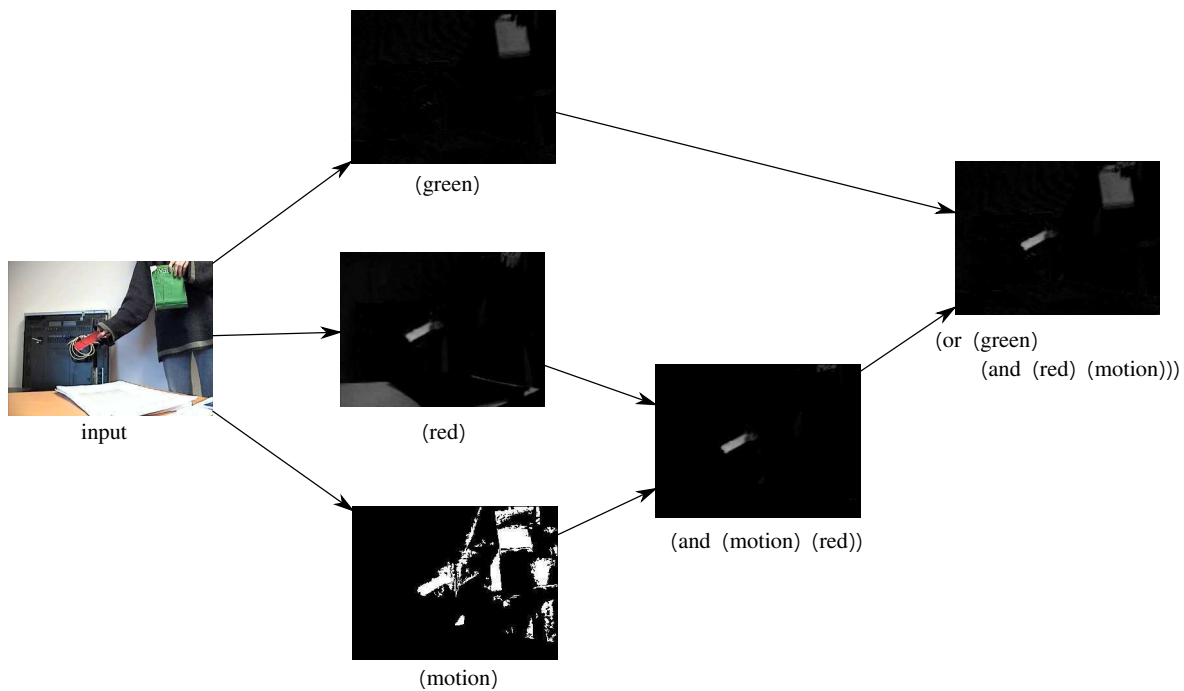 (green)
input
(red)
(or (green)
(and (red) (motion)))
(and (motion) (red))
(motion)